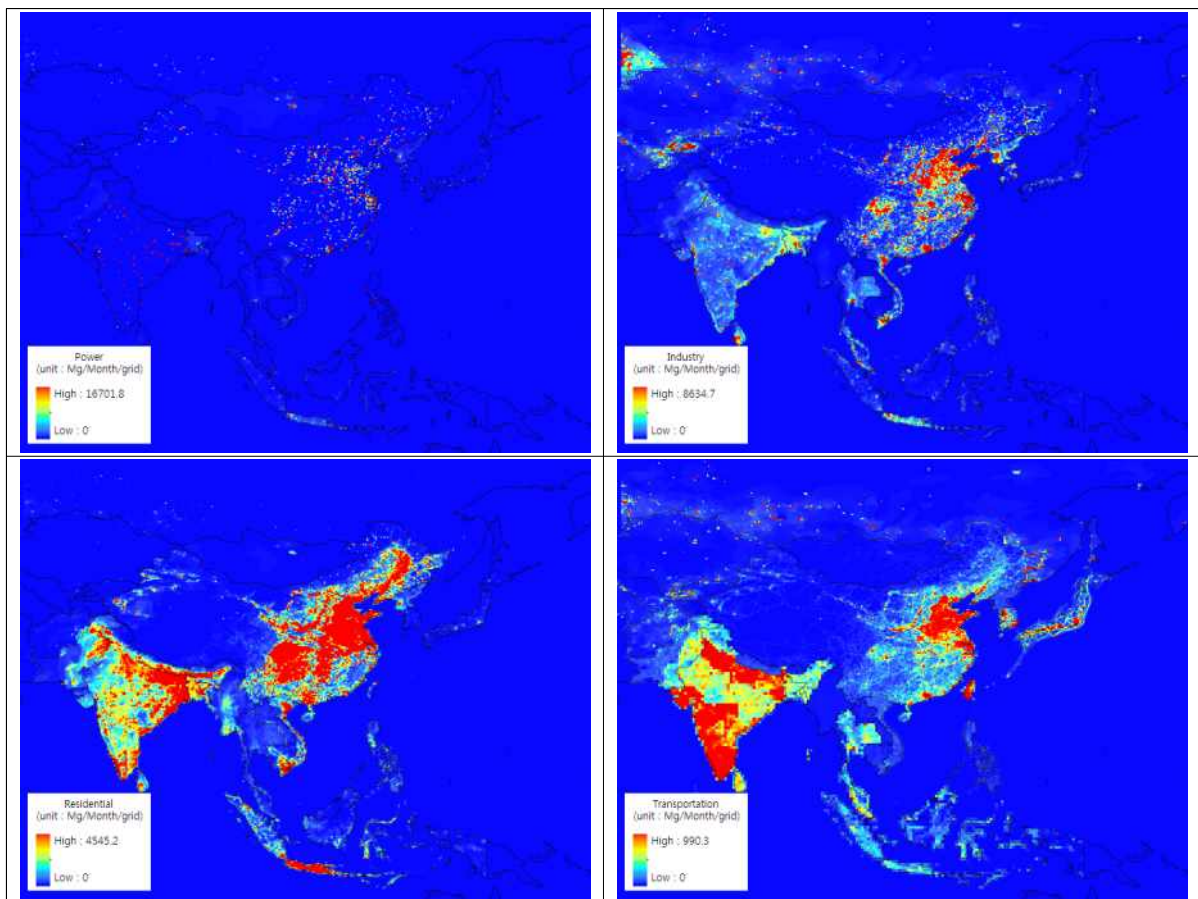 Power
(unit : Mg/Month/grid)
High : 16701.8
Low : 0
Industry
(unit : Mg/Month/grid)
High : 8634.7
Low : 0
Residential
(unit : Mg/Month/grid)
High : 4545.2
Low : 0
Transportation
(unit : Mg/Month/grid)
High : 990.3
Low : 0